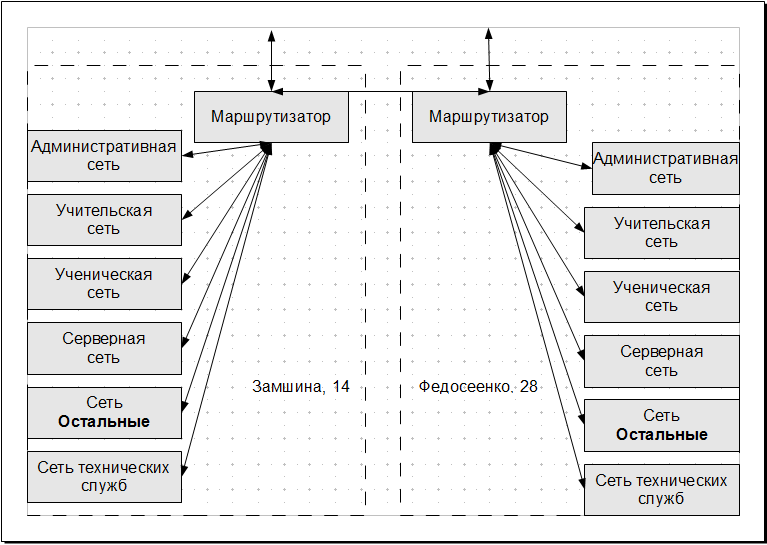 Маршрутизатор
Административная
сеть
Учительская
сеть
Ученическая
сеть
Серверная
сеть
Сеть
Остальные
Сеть технических
служб
Замшина, 14
Маршрутизатор
Административная
сеть
Учительская
сеть
Ученическая
сеть
Серверная
сеть
Сеть
Остальные
Сеть технических
служб
Федосеенко, 28